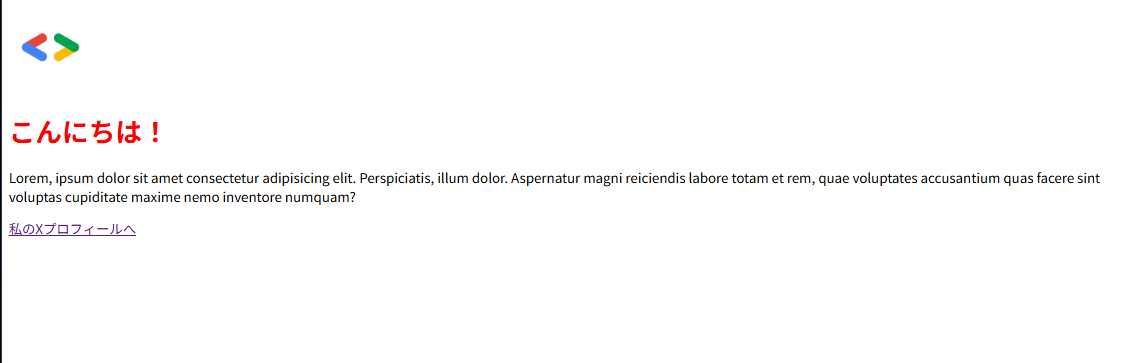 こんにちは！
Lorem, ipsum dolor sit amet consectetur adipisicing elit. Perspiciatis, illum dolor. Aspernatur magni reiciendis labore totam et rem, quae voluptates accusantium quas facere sint
voluptas cupiditate maxime nemo inventore numquam?
私のXプロフィールへ